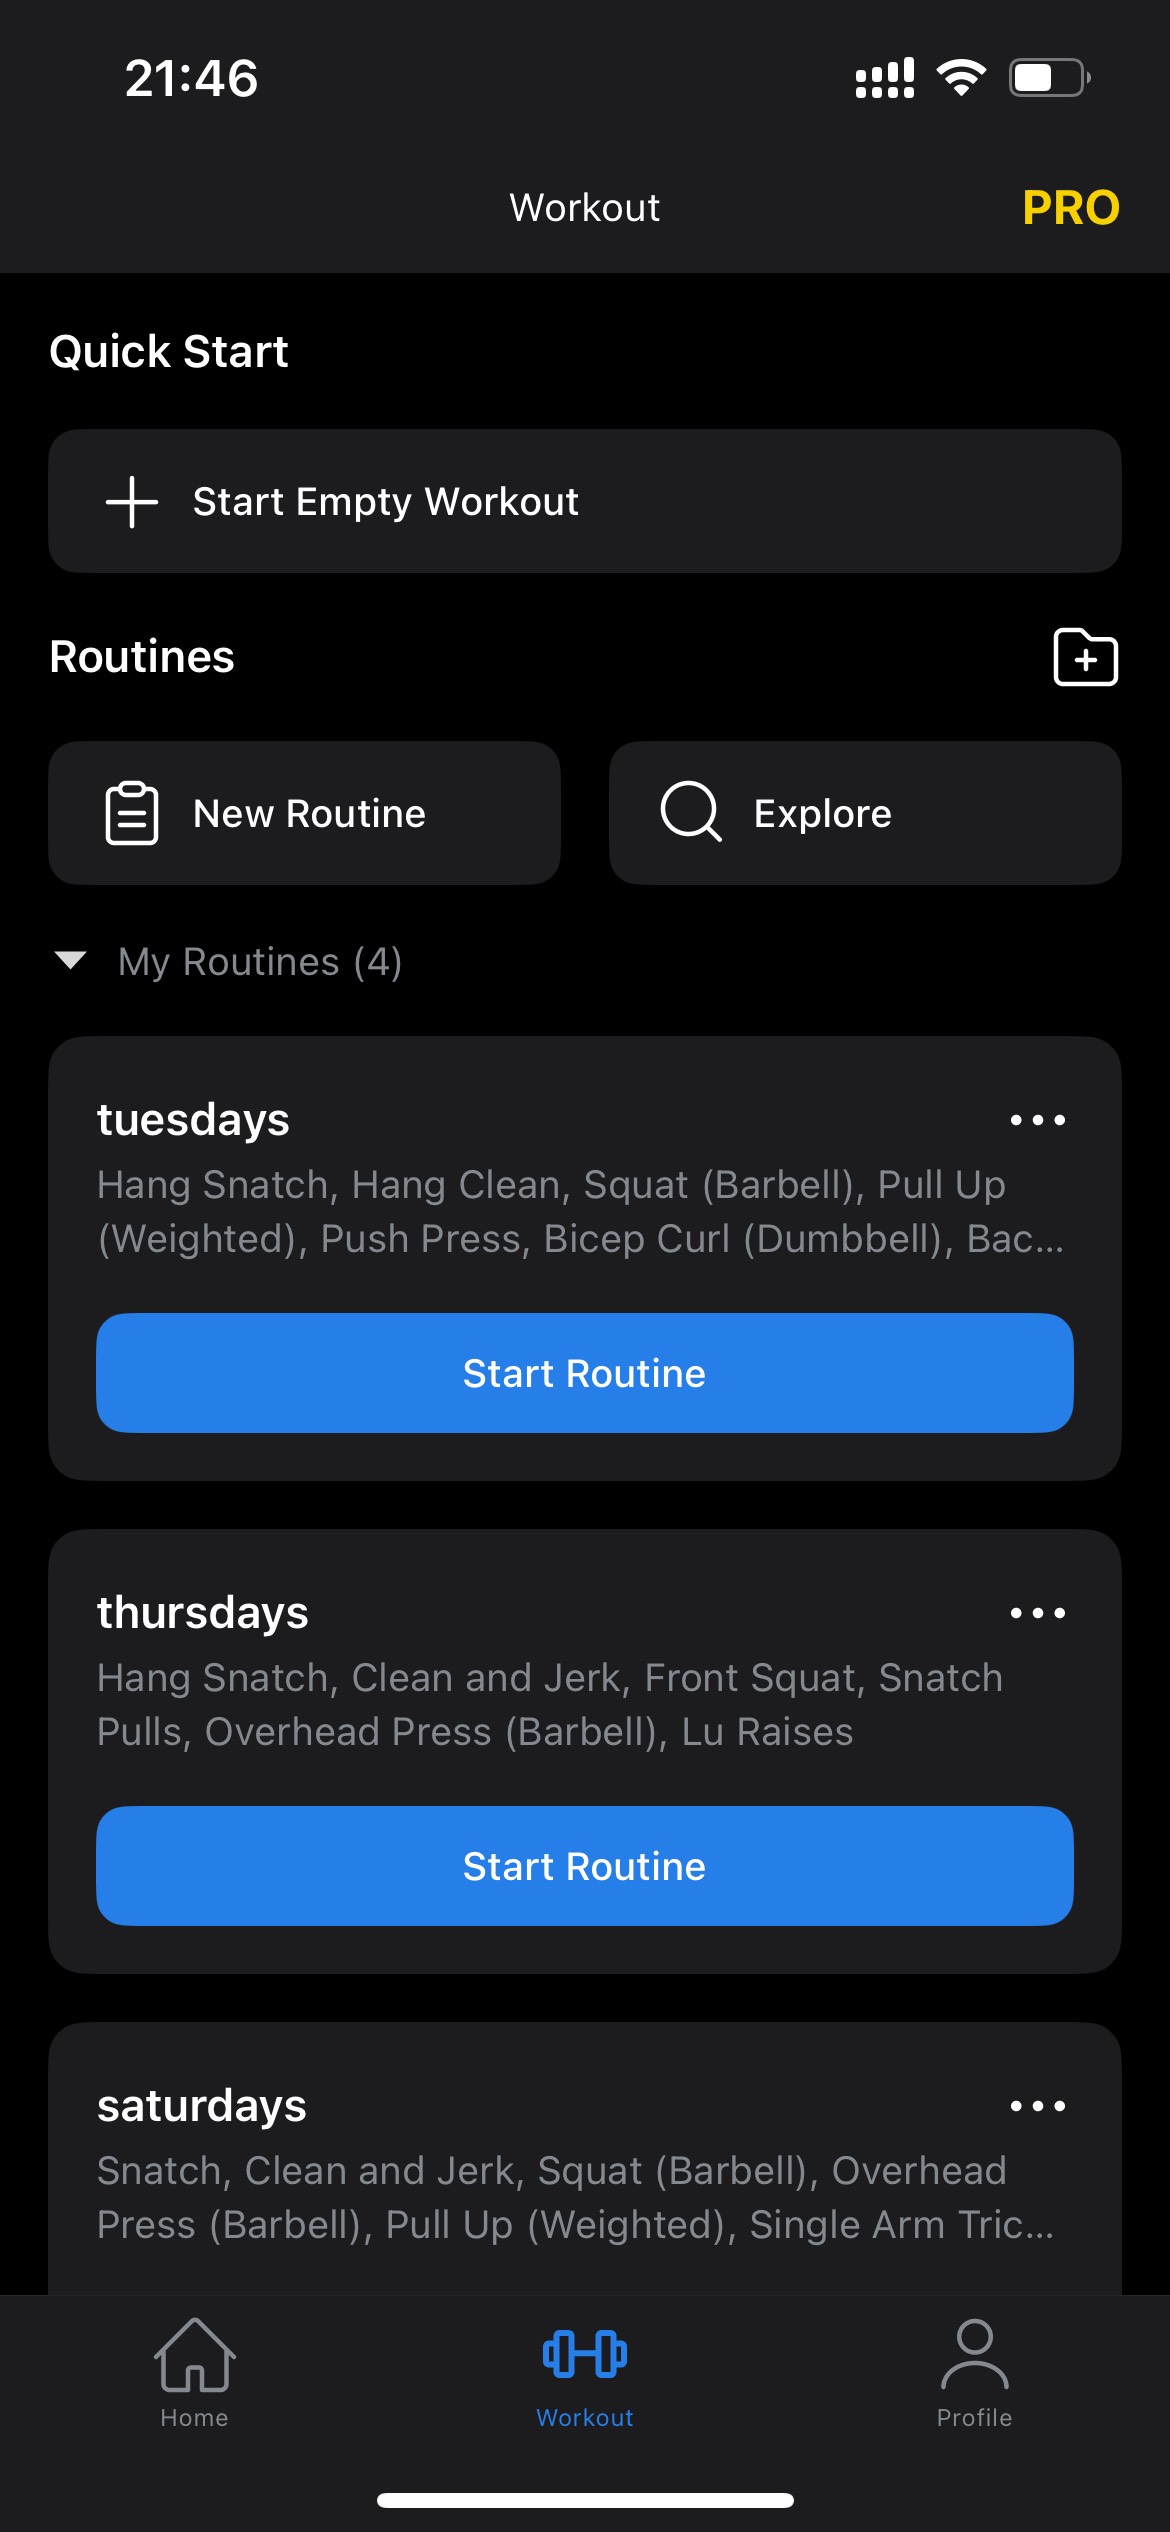 21:46
Workout
PRO
Quick Start
Start Empty Workout
Routines
New Routine
Explore
My Routines (4)
tuesdays
Hang Snatch, Hang Clean, Squat (Barbell), Pull Up
(Weighted), Push Press, Bicep Curl (Dumbbell), Bac...
Start Routine
thursdays
Hang Snatch, Clean and Jerk, Front Squat, Snatch
Pulls, Overhead Press (Barbell), Lu Raises
Start Routine
saturdays
Snatch, Clean and Jerk, Squat (Barbell), Overhead
Press (Barbell), Pull Up (Weighted), Single Arm Tric...
Home
Workout
Profile